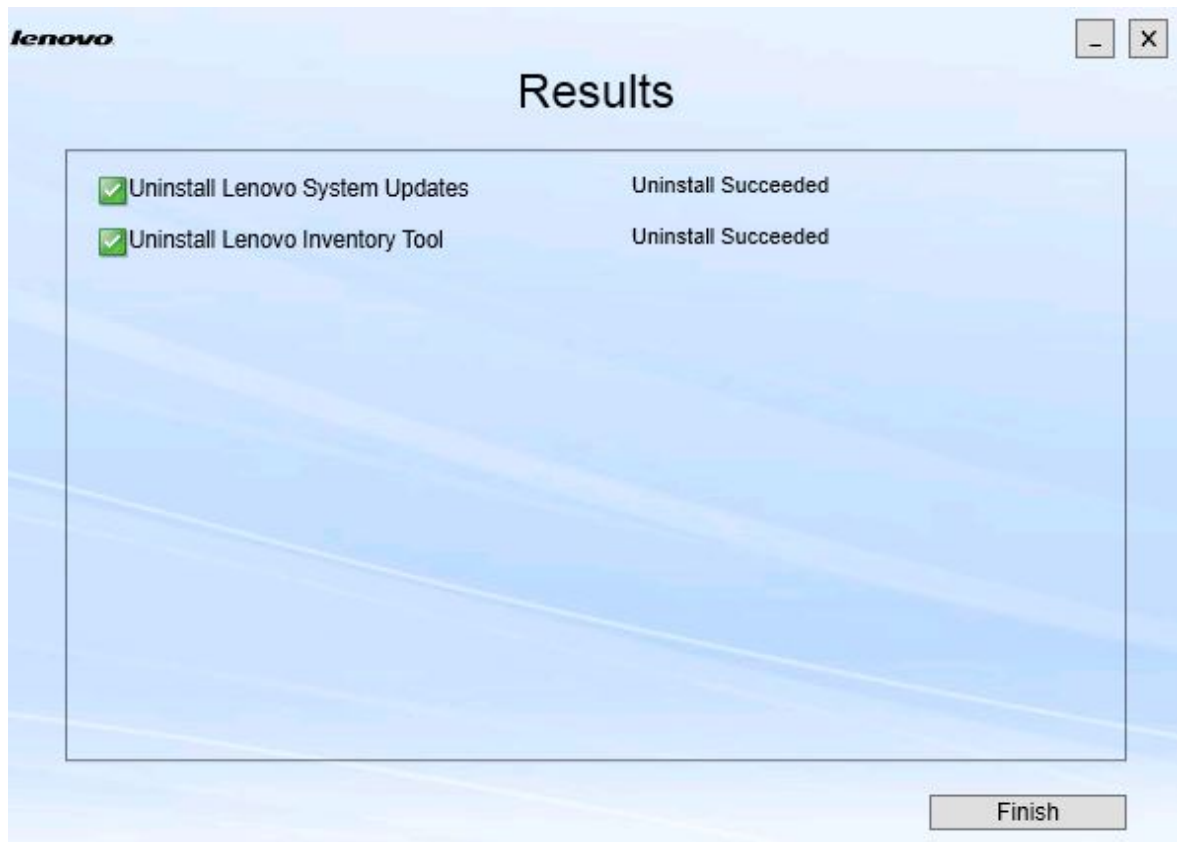 lenovo
_ X
Results
Uninstall Lenovo System Updates Uninstall Succeeded
Uninstall Lenovo Inventory Tool Uninstall Succeeded
Finish